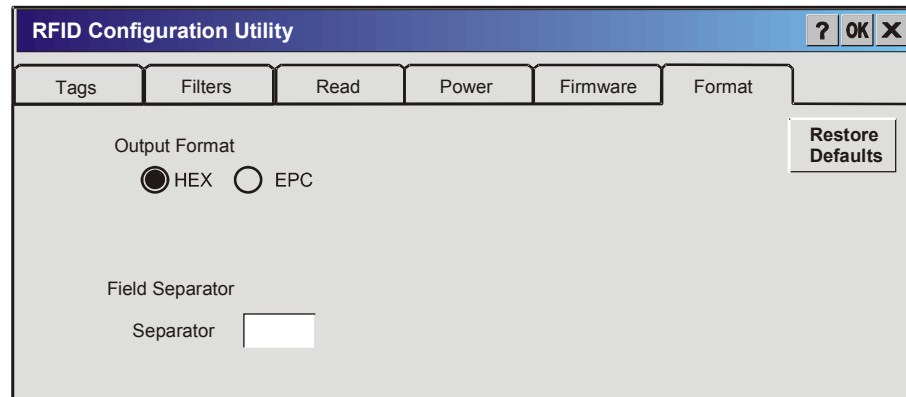 RFID Configuration Utility ? OK X
Tags Filters Read Power Firmware Format
Restore
Defaults
Output Format
HEX EPC
Field Separator
Separator